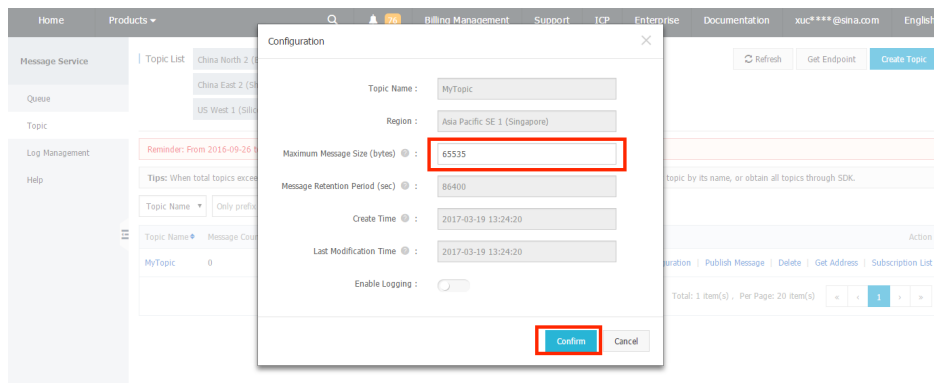 Home Products 76 Billing Management Support ICP Enterprise Documentation xuc****@sina.com English
Message Service
Queue
Topic
Log Management
Help
Topic List China North 2 (
China East 2 (Sh
US West 1 (Silic
Refresh Get Endpoint Create Topic
Reminder: From 2016-09-26 t
Tips: When total topics excee topic by its name, or obtain all topics through SDK.
Topic Name Only prefix
Topic Name Message Coun Action
MyTopic 0 uration | Publish Message | Delete | Get Address | Subscription List
Total: 1 item(s) , Per Page: 20 item(s) « ‹ 1 › »
Configuration
Topic Name : MyTopic
Region : Asia Pacific SE 1 (Singapore)
Maximum Message Size (bytes) : 65535
Message Retention Period (sec) : 86400
Create Time : 2017-03-19 13:24:20
Last Modification Time : 2017-03-19 13:24:20
Enable Logging :
Confirm Cancel